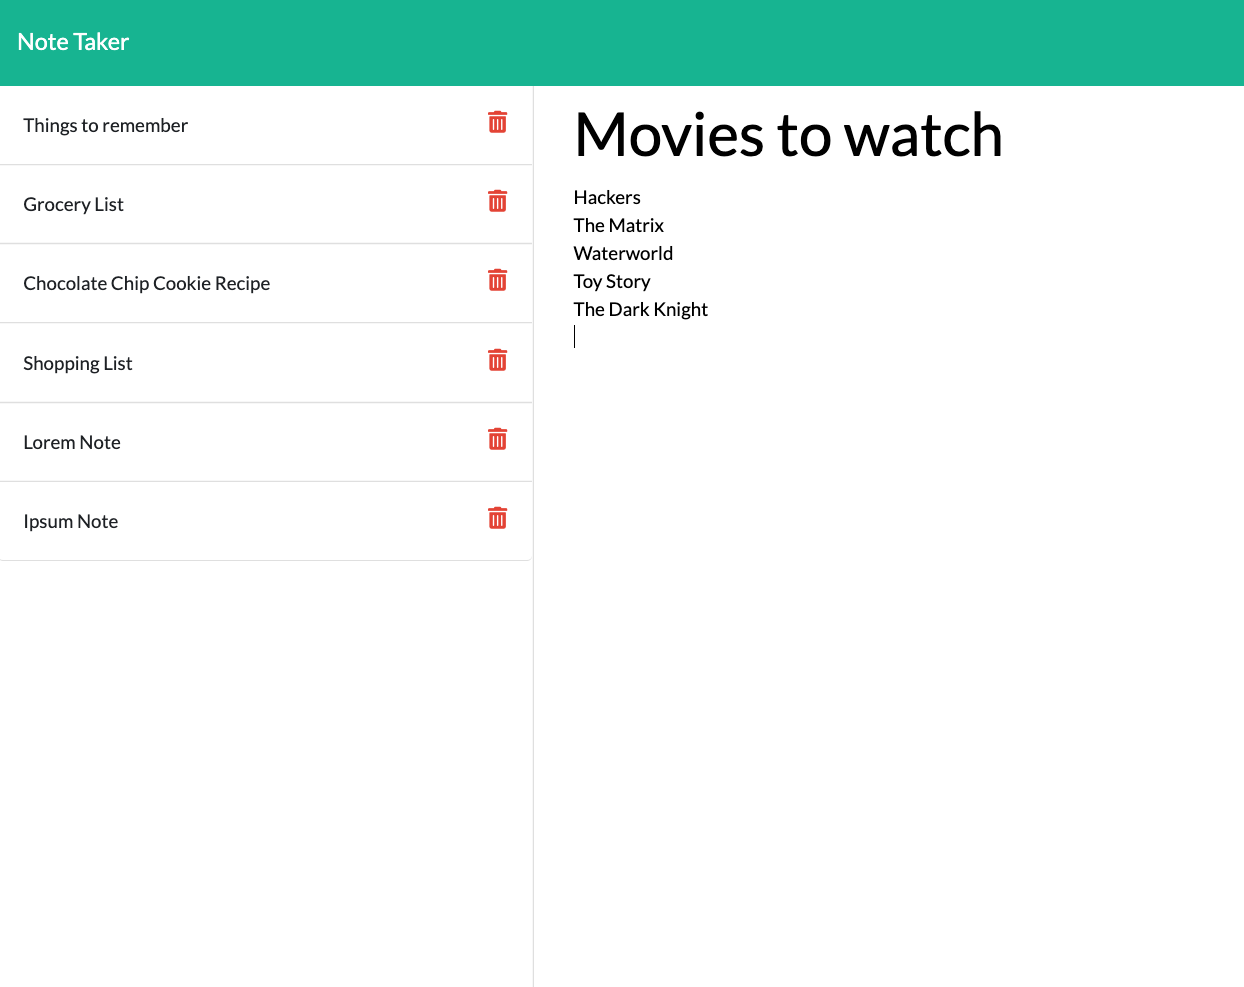 Note Taker
Things to remember
Grocery List
Chocolate Chip Cookie Recipe
Shopping List
Lorem Note
Ipsum Note
Movies to watch
Hackers
The Matrix
Waterworld
Toy Story
The Dark Knight